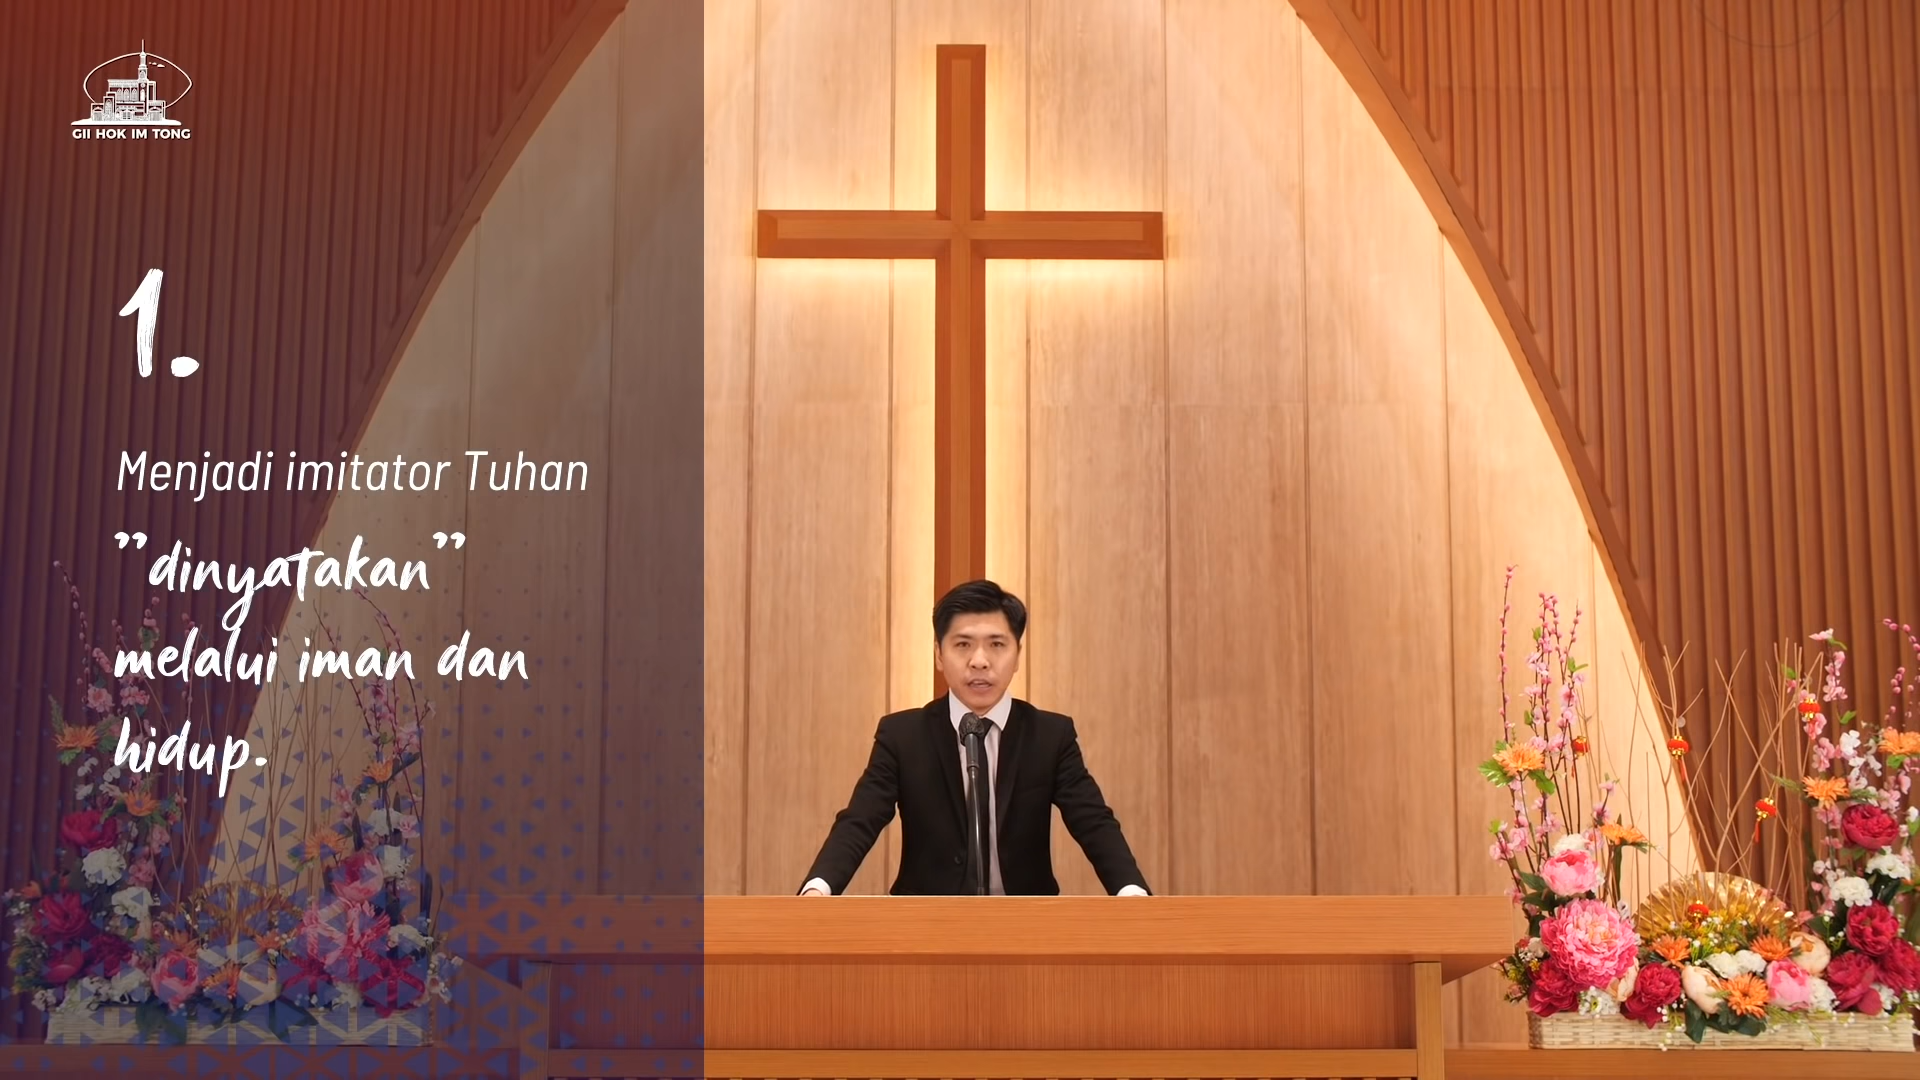 GII HOK IM TONG
1.
Menjadi imitator Tuhan
"dinyatakan"
melalui iman dan
hidup.